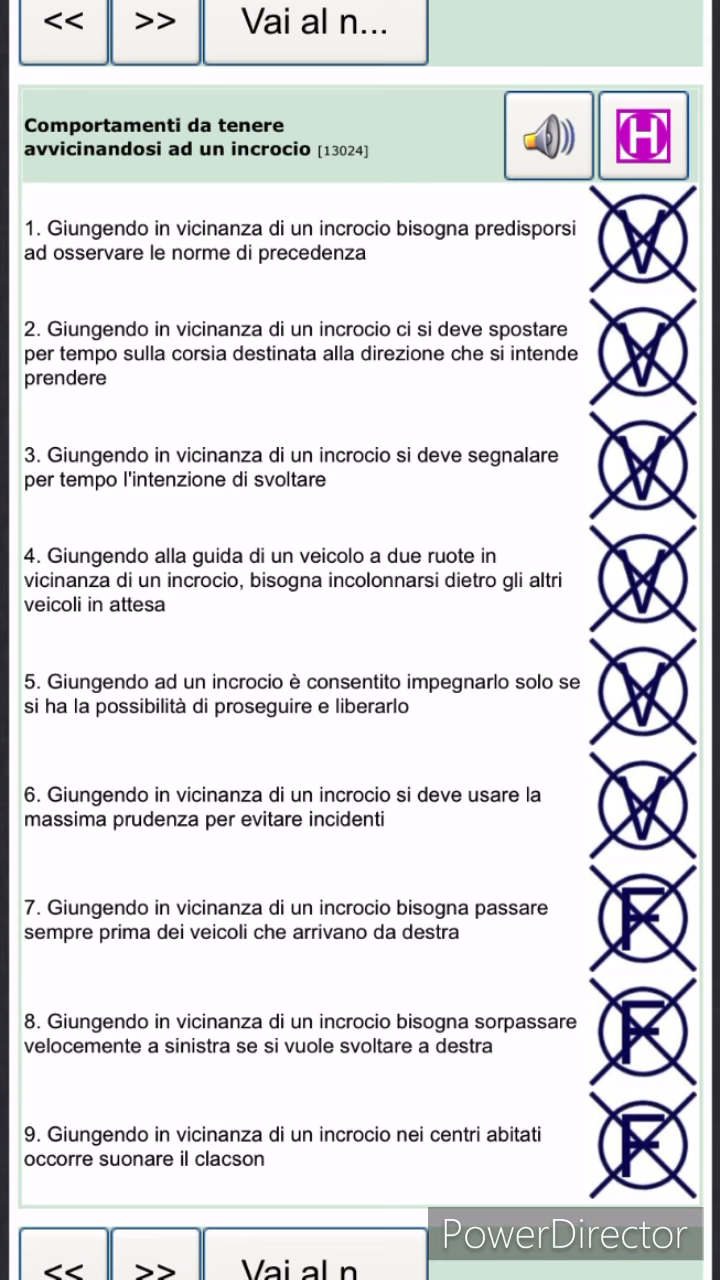 << >> Vai al n...
Comportamenti da tenere
avvicinandosi ad un incrocio [13024]
H
1. Giungendo in vicinanza di un incrocio bisogna predisporsi
ad osservare le norme di precedenza
V
2. Giungendo in vicinanza di un incrocio ci si deve spostare
per tempo sulla corsia destinata alla direzione che si intende
prendere
V
3. Giungendo in vicinanza di un incrocio si deve segnalare
per tempo l'intenzione di svoltare
V
4. Giungendo alla guida di un veicolo a due ruote in
vicinanza di un incrocio, bisogna incolonnarsi dietro gli altri
veicoli in attesa
V
5. Giungendo ad un incrocio è consentito impegnarlo solo se
si ha la possibilità di proseguire e liberarlo
V
6. Giungendo in vicinanza di un incrocio si deve usare la
massima prudenza per evitare incidenti
V
7. Giungendo in vicinanza di un incrocio bisogna passare
sempre prima dei veicoli che arrivano da destra
F
8. Giungendo in vicinanza di un incrocio bisogna sorpassare
velocemente a sinistra se si vuole svoltare a destra
F
9. Giungendo in vicinanza di un incrocio nei centri abitati
occorre suonare il clacson
F
PowerDirector
<< >> Vai al n